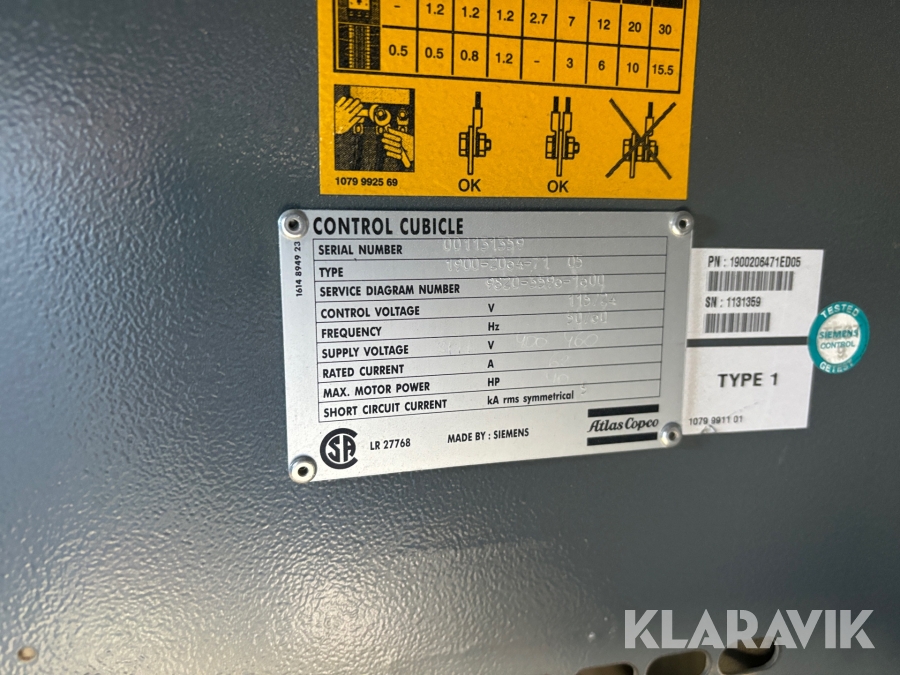 - 1.2 1.2 1.2 2.7 7 12 20 30
0.5 0.5 0.8 1.2 - 3 6 10 15.5
1079 9925 69
OK
OK
CONTROL CUBICLE
1614 8949 23
SERIAL NUMBER
TYPE
SERVICE DIAGRAM NUMBER
CONTROL VOLTAGE V
FREQUENCY Hz
SUPPLY VOLTAGE V
RATED CURRENT A
MAX. MOTOR POWER HP
SHORT CIRCUIT CURRENT kA rms symmetrical
SA
LR 27768
MADE BY : SIEMENS
Atlas Copco
PN : 1900206471ED05
SN : 1131359
TYPE 1
1079 9911 01
TESTED
SIEMENS
CONTROL
GETEST
KLARAVIK